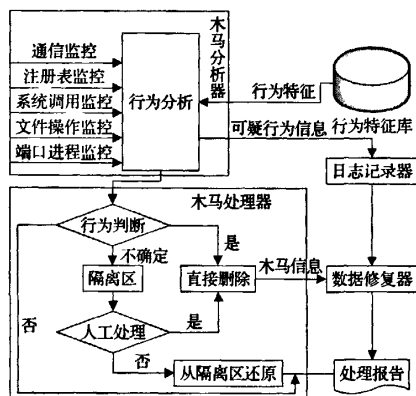 木马分析器
通信监控
注册表监控
系统调用监控
文件操作监控
端口进程监控
行为分析
行为特征
行为特征库
可疑行为信息
日志记录器
木马处理器
行为判断
是
不确定
隔离区
直接删除
木马信息
数据修复器
否
人工处理
是
否
从隔离区还原
处理报告